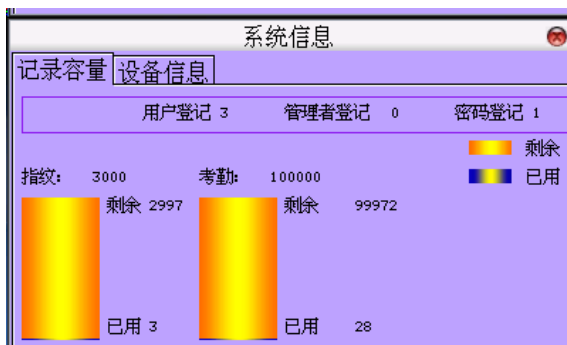 系统信息
记录容量 设备信息
用户登记 3 管理者登记 0 密码登记 1
剩余
指纹: 3000 考勤: 100000 已用
剩余 2997 剩余 99972
已用 3 已用 28